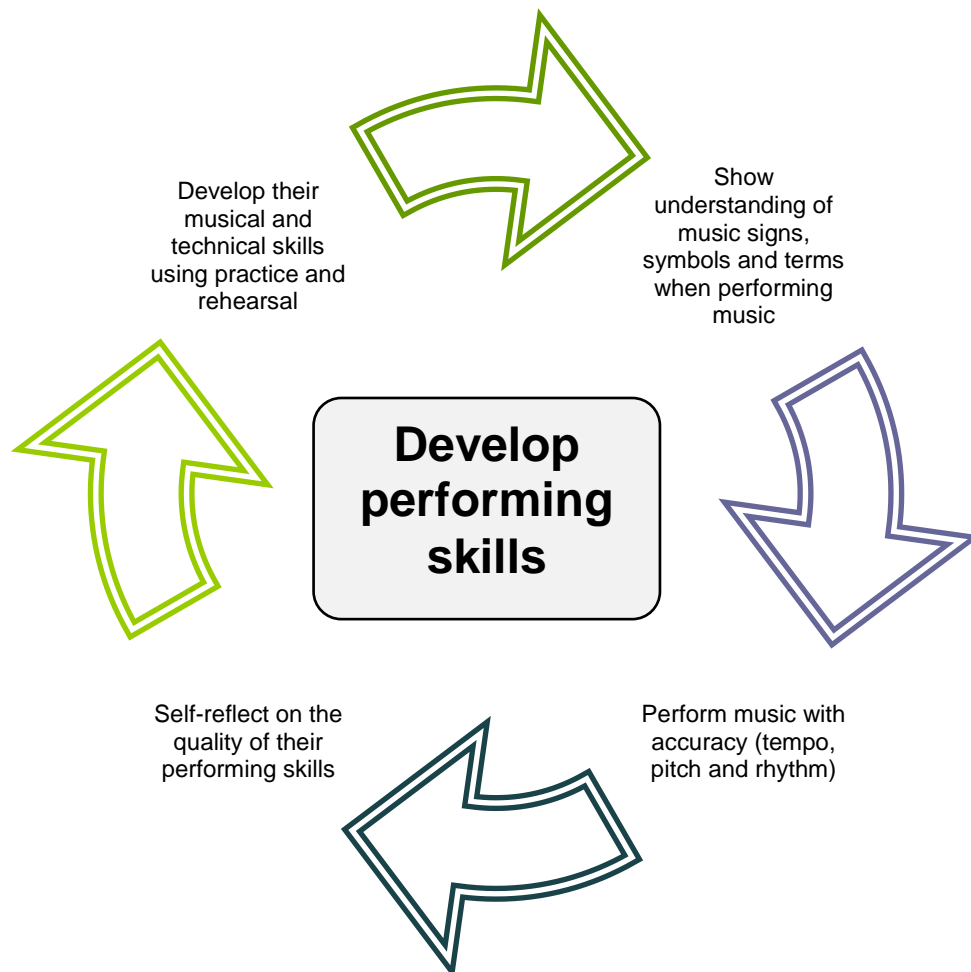 Develop their
musical and
technical skills
using practice and
rehearsal
Show
understanding of
music signs,
symbols and terms
when performing
music
Develop
performing
skills
Self-reflect on the
quality of their
performing skills
Perform music with
accuracy (tempo,
pitch and rhythm)